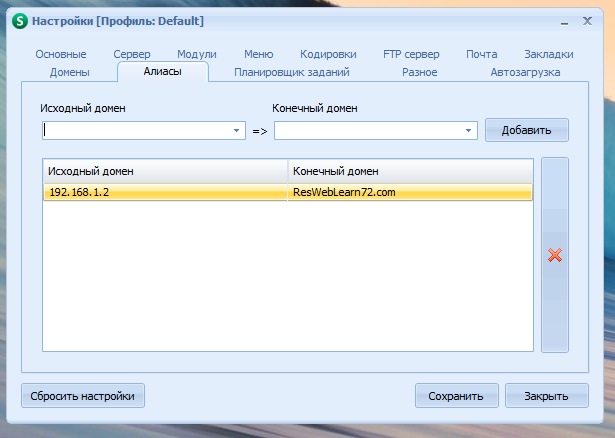 Настройки [Профиль: Default]
Основные Сервер Модули Меню Кодировки FTP сервер Почта Закладки
Домены Алиасы Планировщик заданий Разное Автозагрузка
Исходный домен Конечный домен
=> Добавить
Исходный домен Конечный домен
192.168.1.2 ResWebLearn72.com
Сбросить настройки Сохранить Закрыть